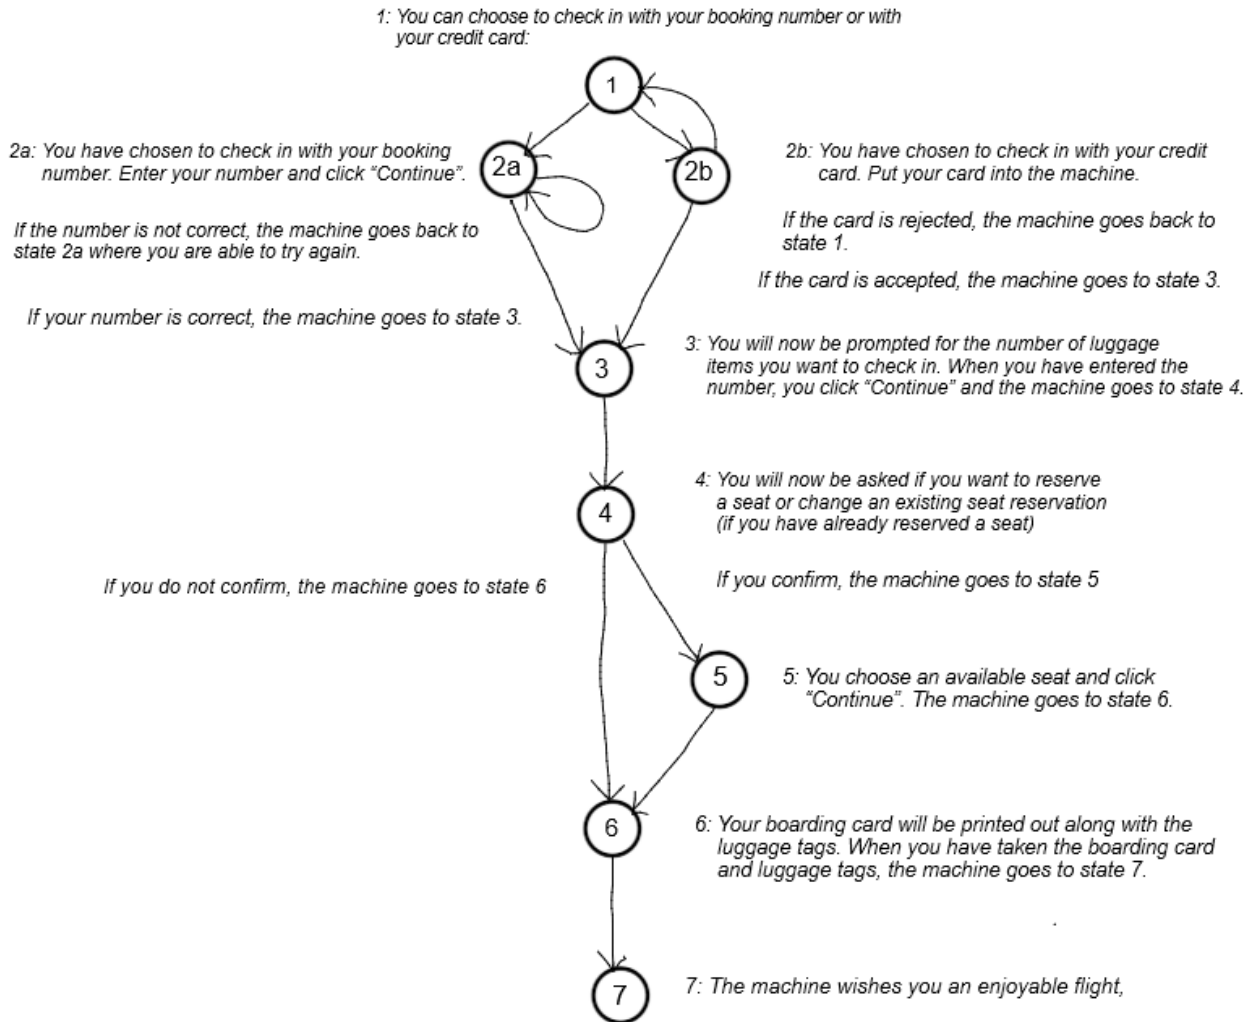 1: You can choose to check in with your booking number or with
your credit card:
1
2a: You have chosen to check in with your booking
number. Enter your number and click “Continue”.
2a
2b
2b: You have chosen to check in with your credit
card. Put your card into the machine.
If the number is not correct, the machine goes back to
state 2a where you are able to try again.
If the card is rejected, the machine goes back to
state 1.
If the card is accepted, the machine goes to state 3.
If your number is correct, the machine goes to state 3.
3
3: You will now be prompted for the number of luggage
items you want to check in. When you have entered the
number, you click “Continue” and the machine goes to state 4.
4
4: You will now be asked if you want to reserve
a seat or change an existing seat reservation
(if you have already reserved a seat)
If you do not confirm, the machine goes to state 6
If you confirm, the machine goes to state 5
5
5: You choose an available seat and click
“Continue”. The machine goes to state 6.
6
6: Your boarding card will be printed out along with the
luggage tags. When you have taken the boarding card
and luggage tags, the machine goes to state 7.
7
7: The machine wishes you an enjoyable flight,